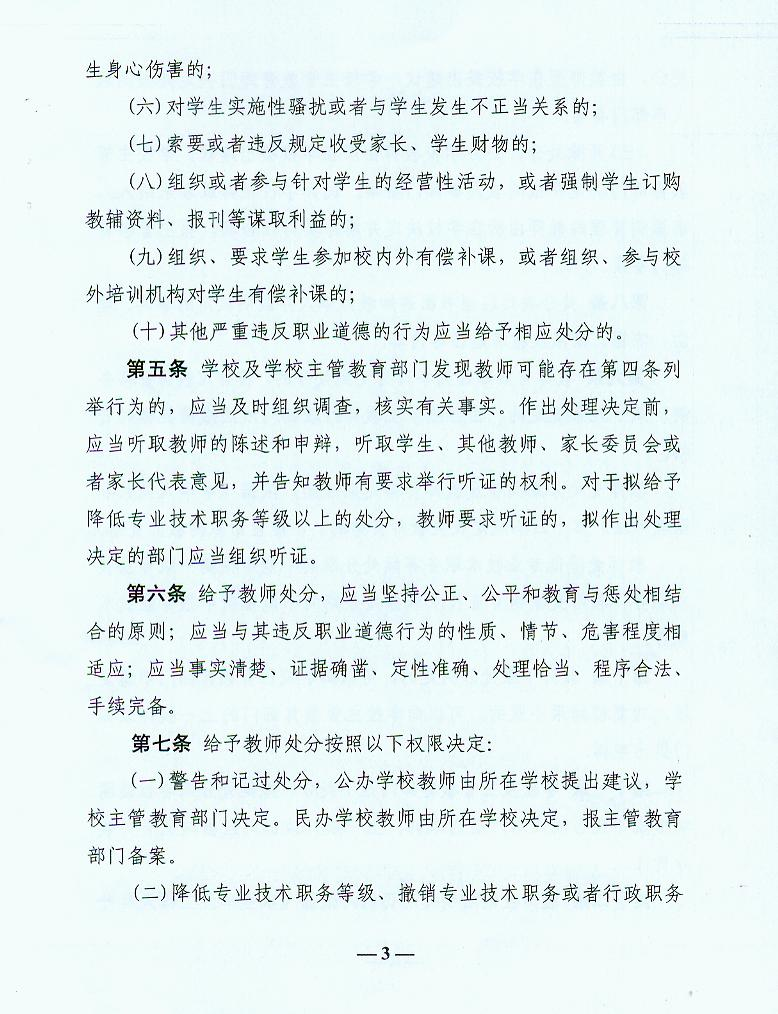 生身心伤害的；
(六)对学生实施性骚扰或者与学生发生不正当关系的；
(七)索要或者违反规定收受家长、学生财物的；
(八)组织或者参与针对学生的经营性活动，或者强制学生订购
教辅资料、报刊等谋取利益的；
(九)组织、要求学生参加校内外有偿补课，或者组织、参与校
外培训机构对学生有偿补课的；
(十)其他严重违反职业道德的行为应当给予相应处分的。
第五条 学校及学校主管教育部门发现教师可能存在第四条列
举行为的，应当及时组织调查，核实有关事实。作出处理决定前，
应当听取教师的陈述和申辩，听取学生、其他教师、家长委员会或
者家长代表意见，并告知教师有要求举行听证的权利。对于拟给予
降低专业技术职务等级以上的处分，教师要求听证的，拟作出处理
决定的部门应当组织听证。
第六条 给予教师处分，应当坚持公正、公平和教育与惩处相结
合的原则；应当与其违反职业道德行为的性质、情节、危害程度相
适应；应当事实清楚、证据确凿、定性准确、处理恰当、程序合法、
手续完备。
第七条 给予教师处分按照以下权限决定：
(一)警告和记过处分，公办学校教师由所在学校提出建议，学
校主管教育部门决定。民办学校教师由所在学校决定，报主管教育
部门备案。
(二)降低专业技术职务等级、撤销专业技术职务或者行政职务
— 3 —